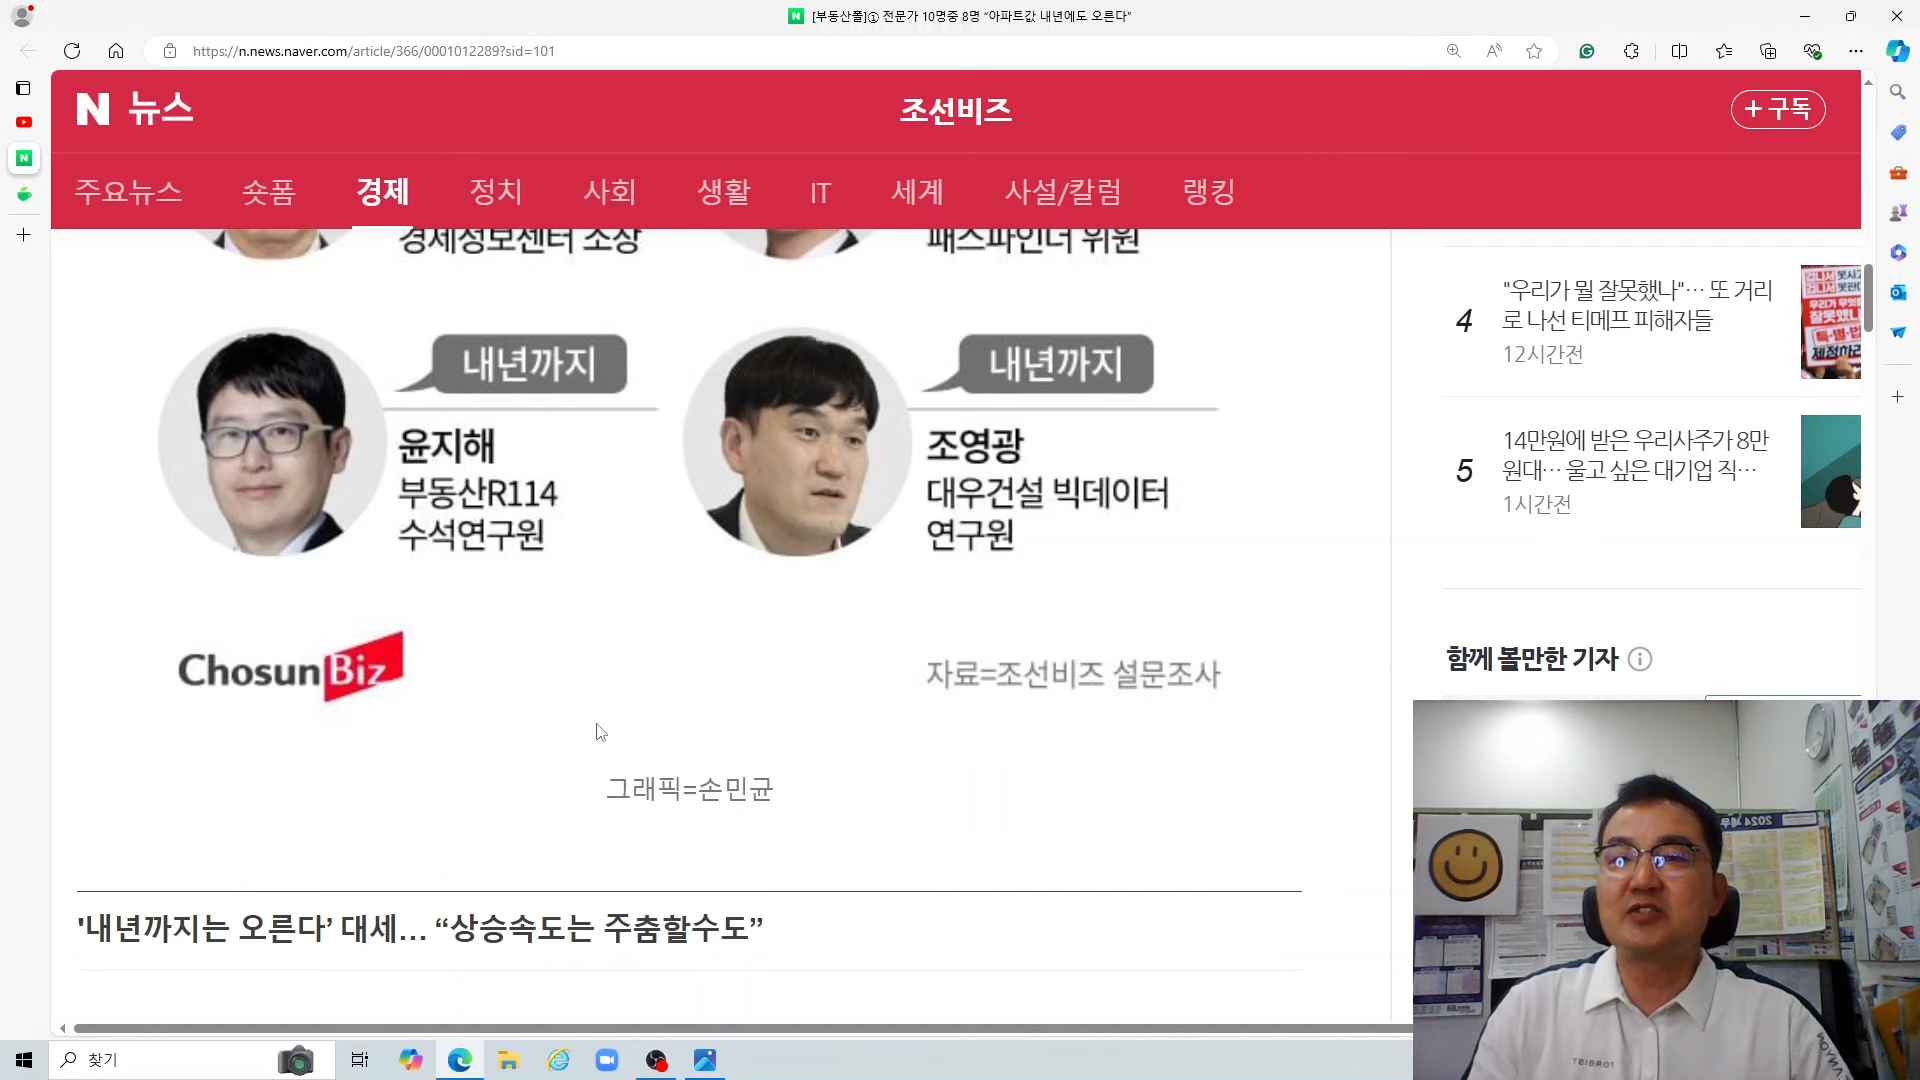 [부동산폴]① 전문가 10명중 8명 “아파트값 내년에도 오른다”
https://n.news.naver.com/article/366/0001012289?sid=101
N 뉴스
조선비즈
+ 구독
주요뉴스 숏폼 경제 정치 사회 생활 IT 세계 사설/칼럼 랭킹
경제정보센터 소장
패스파인더 위원
내년까지
윤지해
부동산R114
수석연구원
내년까지
조영광
대우건설 빅데이터
연구원
ChosunBiz
자료=조선비즈 설문조사
그래픽=손민균
'내년까지는 오른다’ 대세… “상승속도는 주춤할수도”
4
"우리가 뭘 잘못했나"… 또 거리
로 나선 티메프 피해자들
12시간전
5
14만원에 받은 우리사주가 8만
원대… 울고 싶은 대기업 직…
1시간전
함께 볼만한 기자
찾기